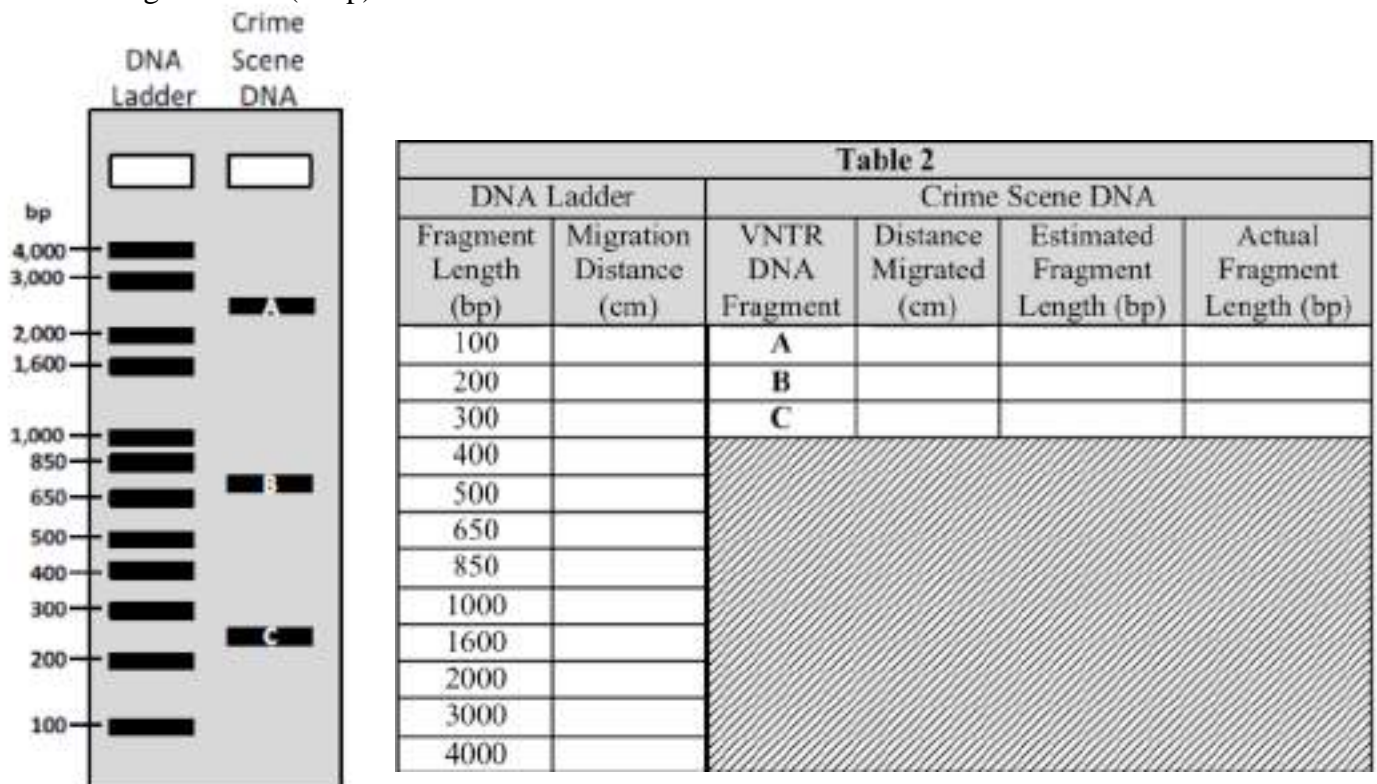 Crime
DNA Scene
Ladder DNA
bp
4,000
3,000
A
2,000
1,600
1,000
850
B
650
500
400
300
C
200
100
Table 2
DNA Ladder Crime Scene DNA
Fragment Migration VNTR Distance Estimated Actual
Length Distance DNA Migrated Fragment Fragment
(bp) (cm) Fragment (cm) Length (bp) Length (bp)
100 A
200 B
300 C
400
500
650
850
1000
1600
2000
3000
4000